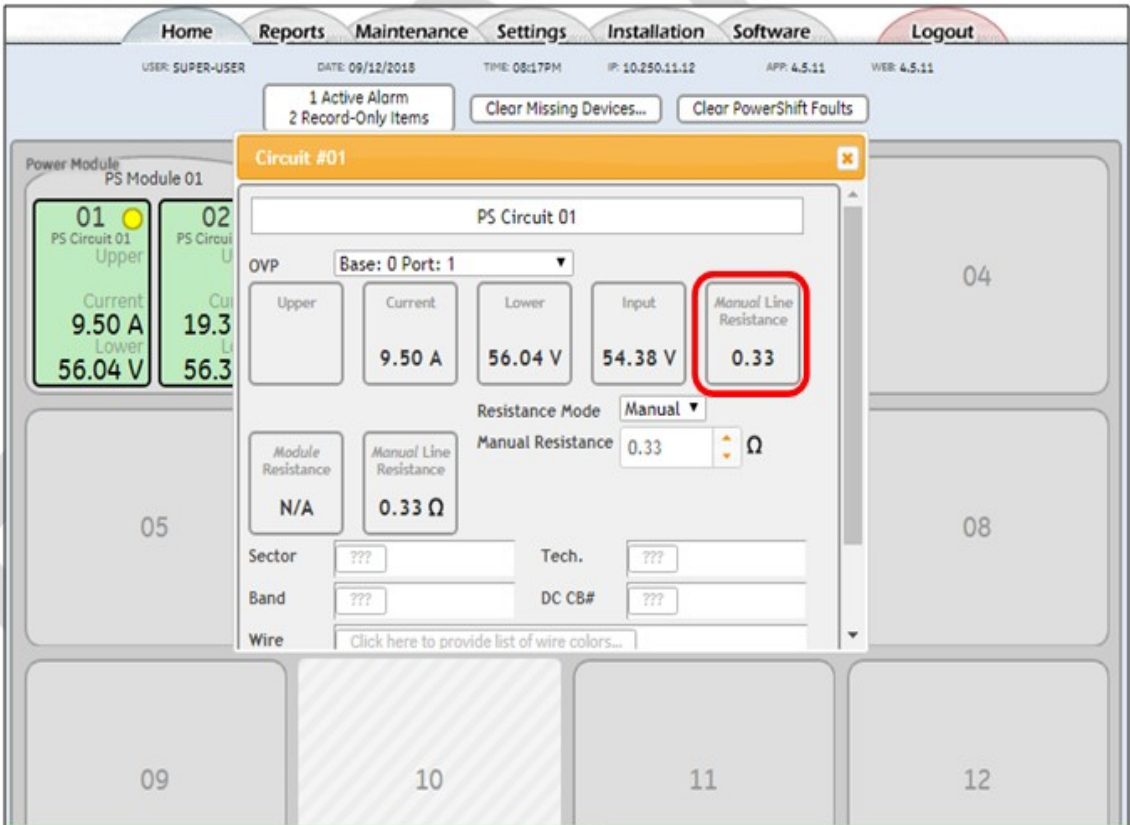 Home Reports Maintenance Settings Installation Software Logout
USER: SUPER-USER DATE: 09/12/2018 TIME: 08:17PM IP: 10.250.11.12 APP: 4.5.11 WEB: 4.5.11
1 Active Alarm
2 Record-Only Items
Clear Missing Devices...
Clear PowerShift Faults
Power Module
PS Module 01
01
PS Circuit 01
Upper
Current
9.50 A
Lower
56.04 V
02
PS Circui
U
Cu
19.3
L
56.3
Circuit #01
PS Circuit 01
OVP Base: 0 Port: 1
Upper
Current
9.50 A
Lower
56.04 V
Input
54.38 V
Manual Line
Resistance
0.33
Resistance Mode Manual
Manual Resistance 0.33 Ω
Module
Resistance
N/A
Manual Line
Resistance
0.33 Ω
Sector ??? Tech. ???
Band ??? DC CB# ???
Wire Click here to provide list of wire colors...
04
05
08
09
10
11
12